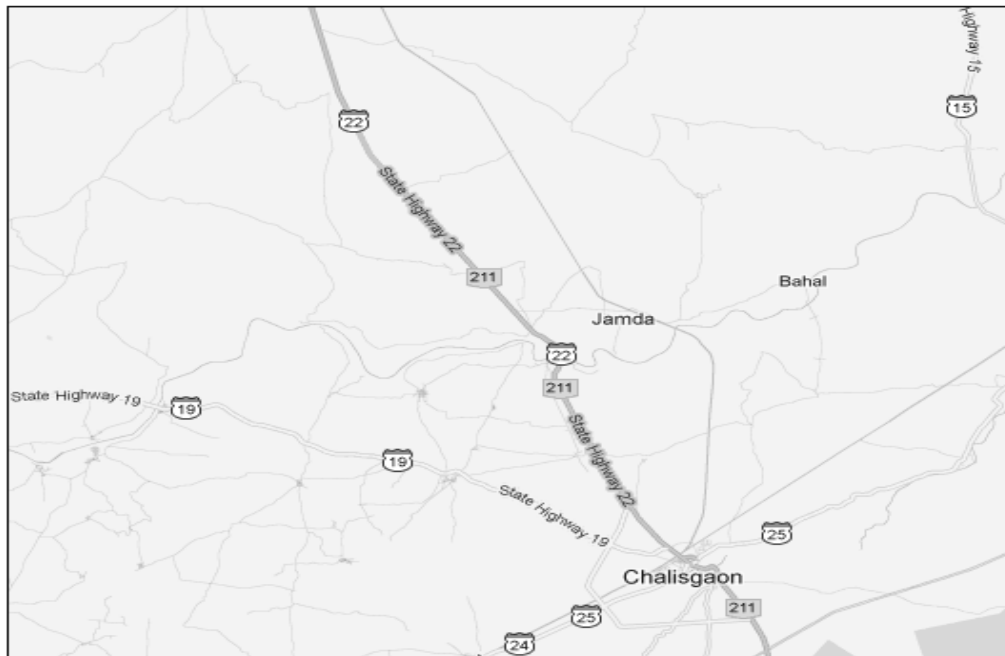 Highway 15
15
22
State Highway 22
211
Bahal
Jamda
22
211
State Highway 19
19
State Highway 22
19
State Highway 19
25
Chalisgaon
211
25
24